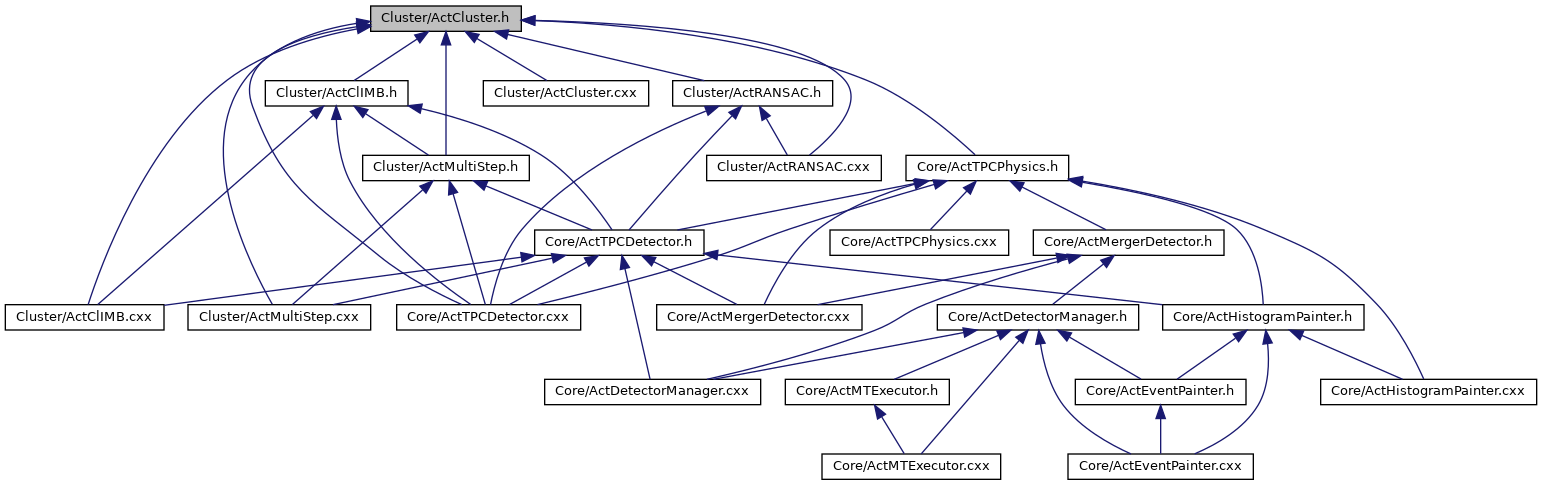 Cluster/ActCluster.h
Cluster/ActClIMB.h
Cluster/ActCluster.cxx
Cluster/ActRANSAC.h
Cluster/ActMultiStep.h
Cluster/ActRANSAC.cxx
Core/ActTPCPhysics.h
Core/ActTPCDetector.h
Core/ActTPCPhysics.cxx
Core/ActMergerDetector.h
Cluster/ActClIMB.cxx
Cluster/ActMultiStep.cxx
Core/ActTPCDetector.cxx
Core/ActMergerDetector.cxx
Core/ActDetectorManager.h
Core/ActHistogramPainter.h
Core/ActDetectorManager.cxx
Core/ActMTExecutor.h
Core/ActEventPainter.h
Core/ActHistogramPainter.cxx
Core/ActMTExecutor.cxx
Core/ActEventPainter.cxx